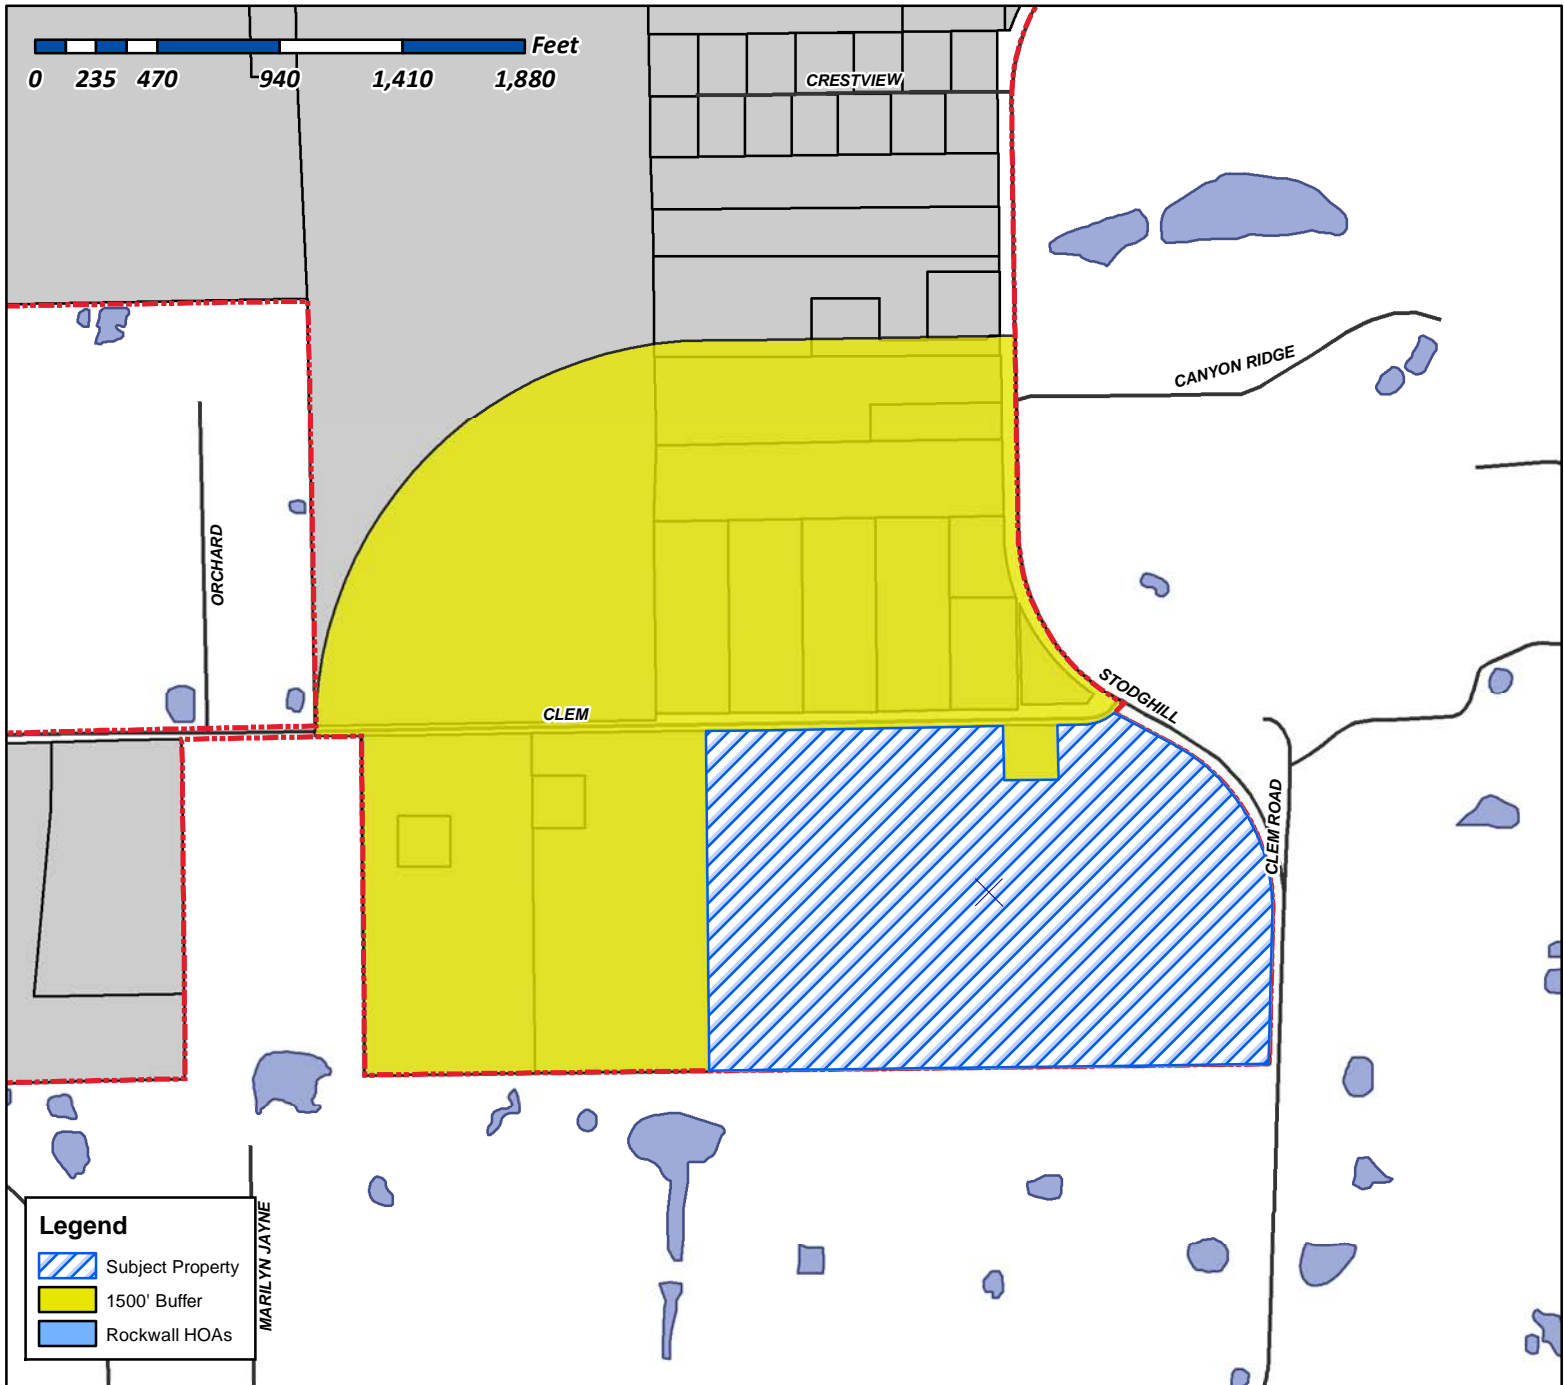 Feet
0 235 470 940 1,410 1,880
CRESTVIEW
CANYON RIDGE
ORCHARD
STODGHILL
CLEM
CLEM ROAD
MARILYN JAYNE
Legend
Subject Property
1500' Buffer
Rockwall HOAs